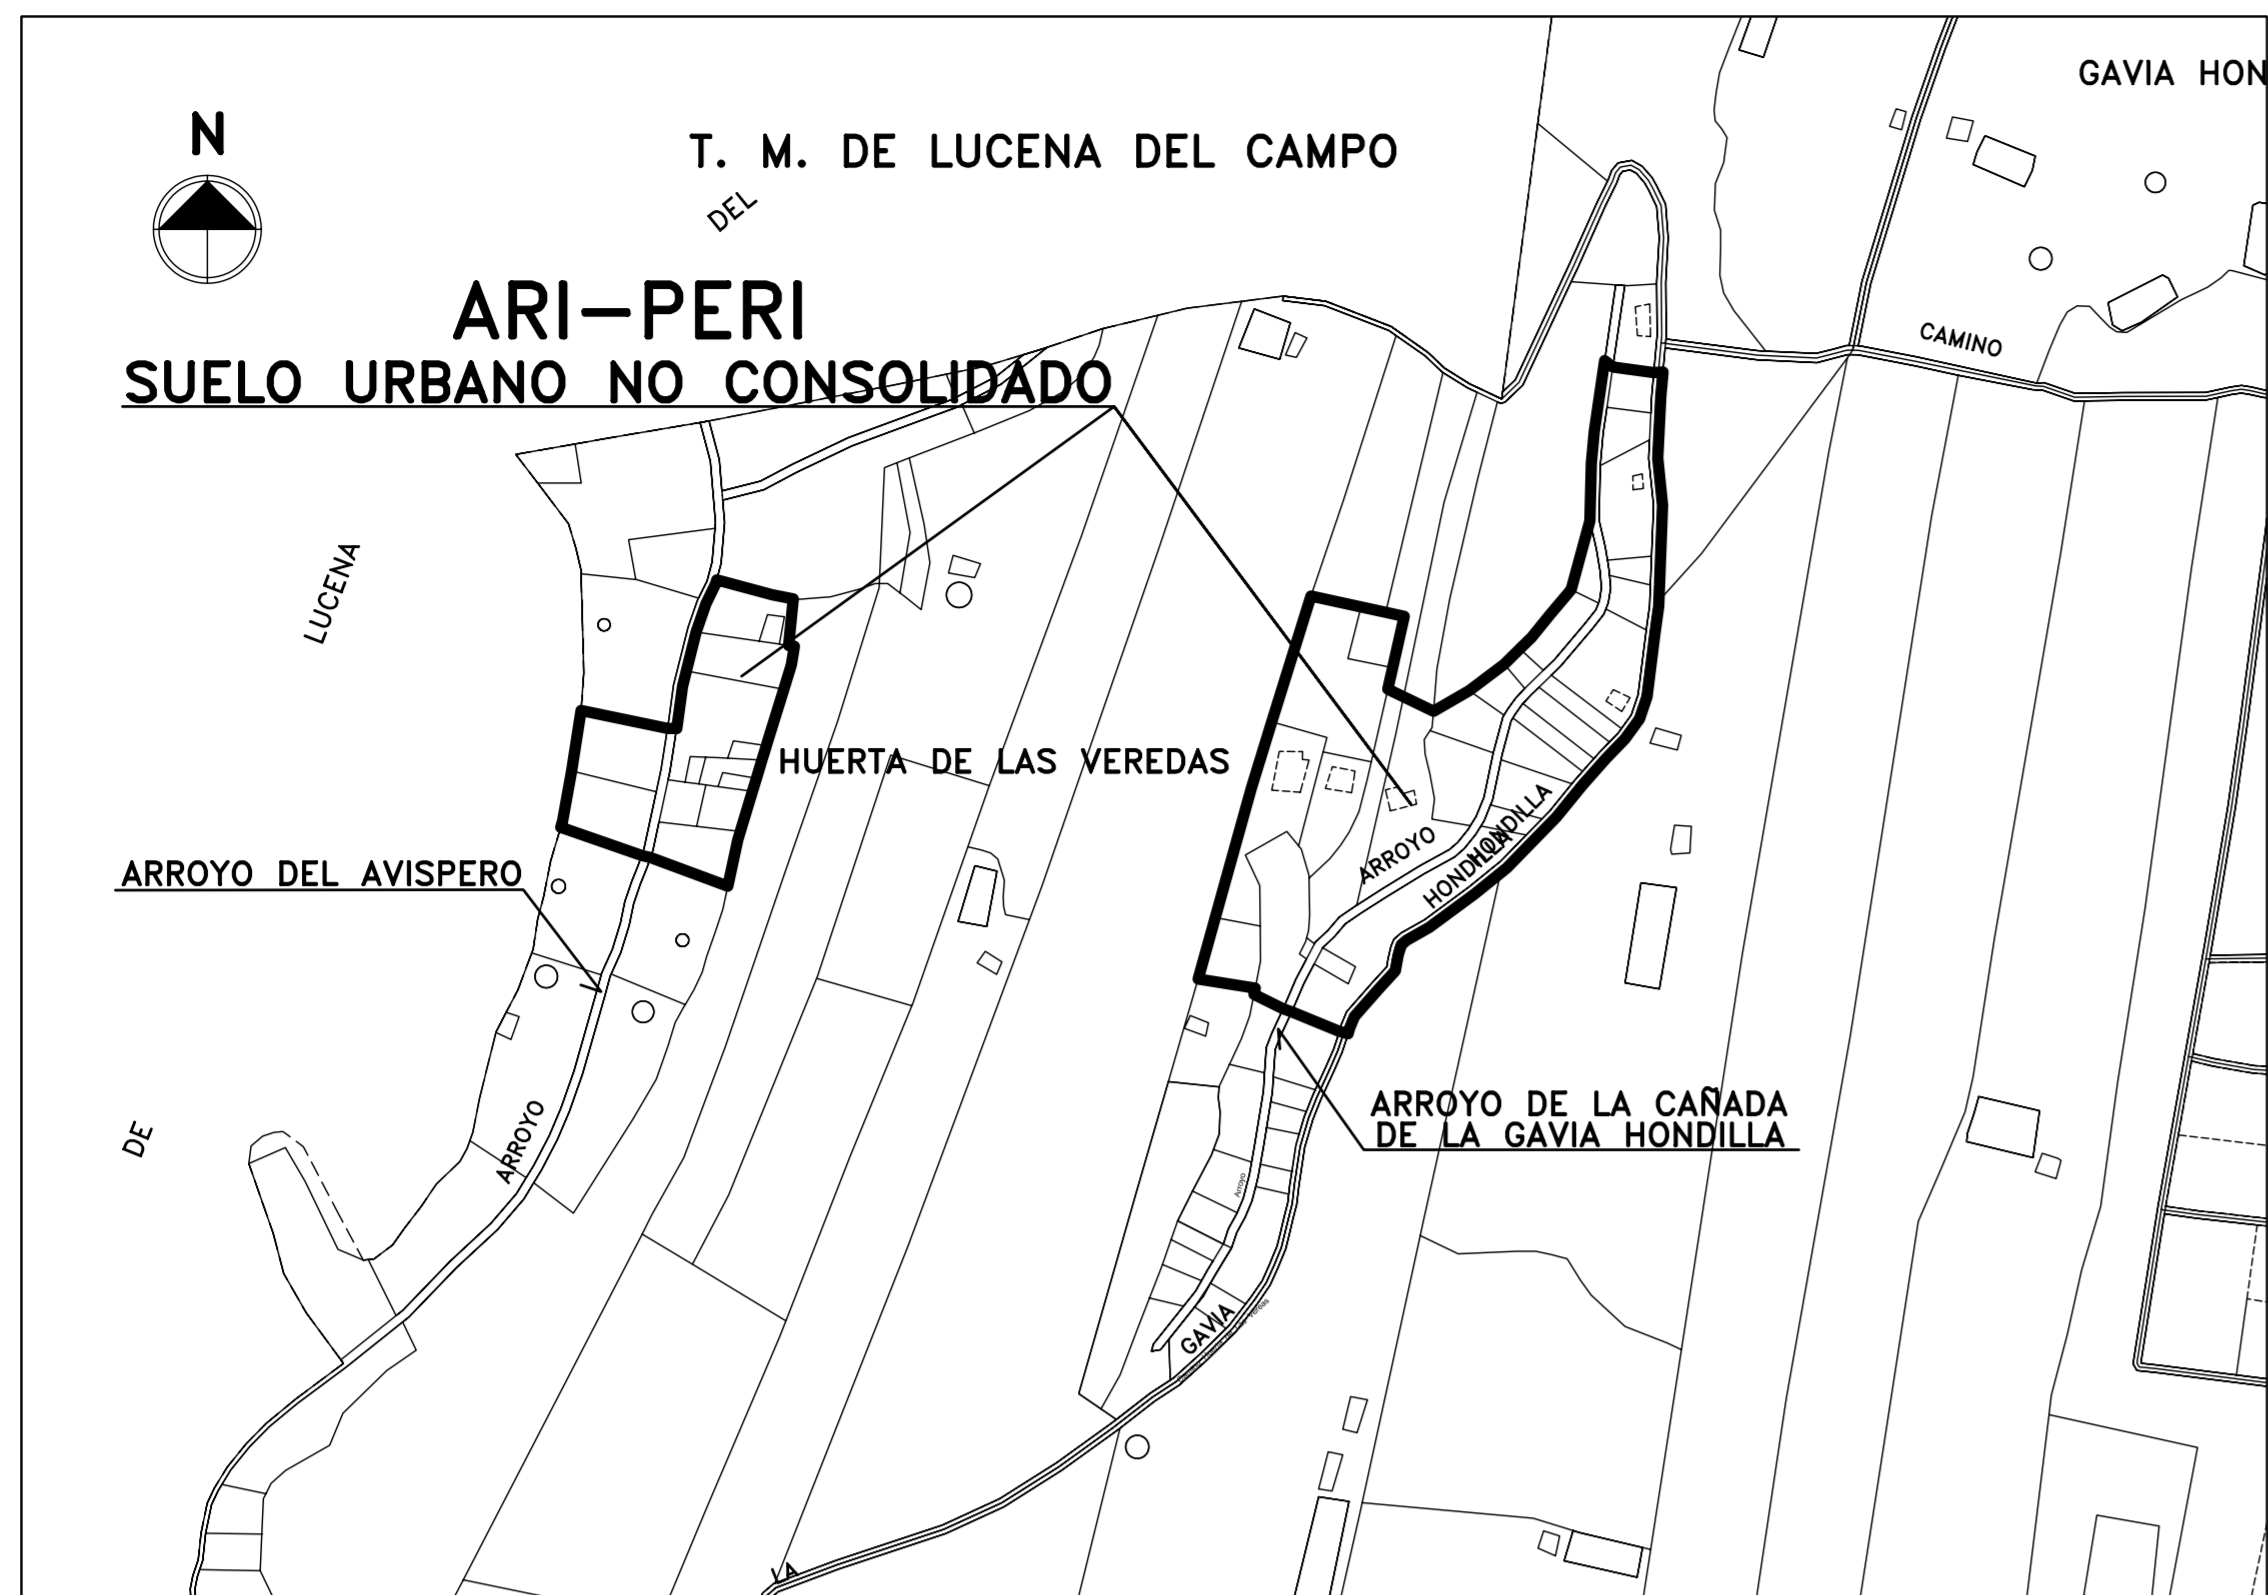 GAVIA HON
N
T. M. DE LUCENA DEL CAMPO
DEL
ARI-PERI
SUELO URBANO NO CONSOLIDADO
CAMINO
LUCENA
HUERTA DE LAS VEREDAS
HONDILLA
ARROYO
HONDILLA
ARROYO DEL AVISPERO
DE
ARROYO
ARROYO DE LA CAÑADA
DE LA GAVIA HONDILLA
Arroyo
GAVIA
LA